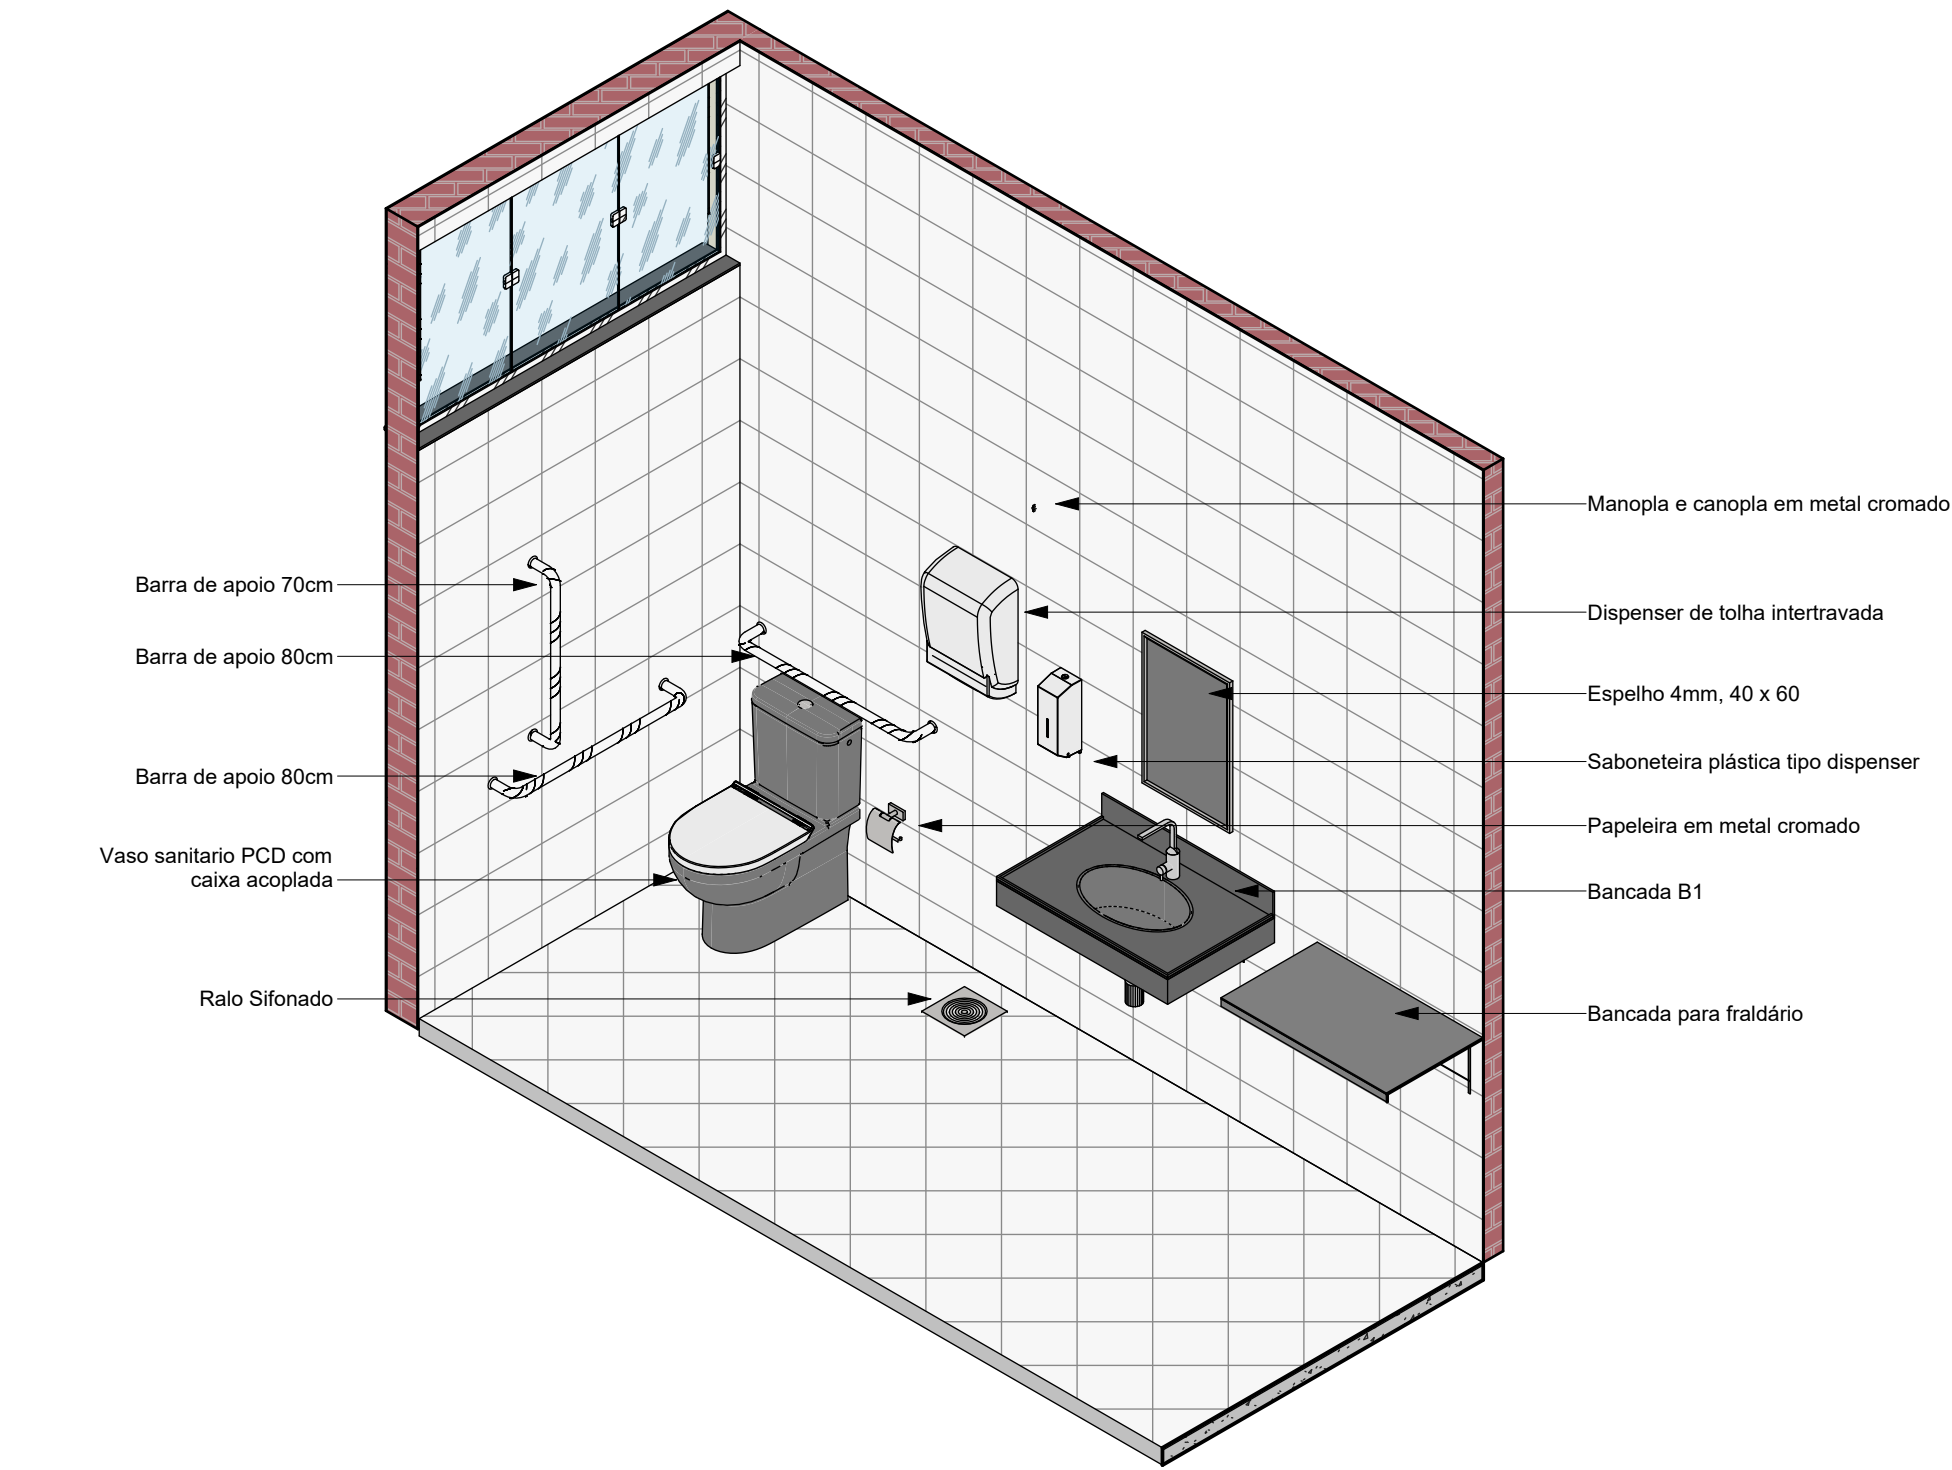 Barra de apoio 70cm
Barra de apoio 80cm
Barra de apoio 80cm
Vaso sanitario PCD com
caixa acoplada
Ralo Sifonado
Manopla e canopla em metal cromado
Dispenser de tolha intertravada
Espelho 4mm, 40 x 60
Saboneteira plástica tipo dispenser
Papeleira em metal cromado
Bancada B1
Bancada para fraldário